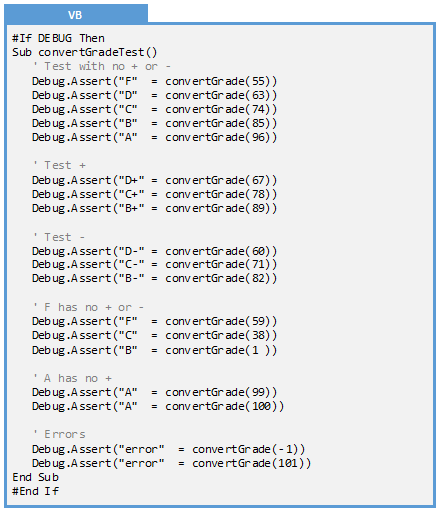 VB
#If DEBUG Then
Sub convertGradeTest()
   ' Test with no + or -
   Debug.Assert("F"  = convertGrade(55))
   Debug.Assert("D"  = convertGrade(63))
   Debug.Assert("C"  = convertGrade(74))
   Debug.Assert("B"  = convertGrade(85))
   Debug.Assert("A"  = convertGrade(96))

   ' Test +
   Debug.Assert("D+" = convertGrade(67))
   Debug.Assert("C+" = convertGrade(78))
   Debug.Assert("B+" = convertGrade(89))

   ' Test -
   Debug.Assert("D-" = convertGrade(60))
   Debug.Assert("C-" = convertGrade(71))
   Debug.Assert("B-" = convertGrade(82))

   ' F has no + or -
   Debug.Assert("F"  = convertGrade(59))
   Debug.Assert("C"  = convertGrade(38))
   Debug.Assert("B"  = convertGrade(1 ))

   ' A has no +
   Debug.Assert("A"  = convertGrade(99))
   Debug.Assert("A"  = convertGrade(100))

   ' Errors
   Debug.Assert("error"  = convertGrade(-1))
   Debug.Assert("error"  = convertGrade(101))
End Sub
#End If